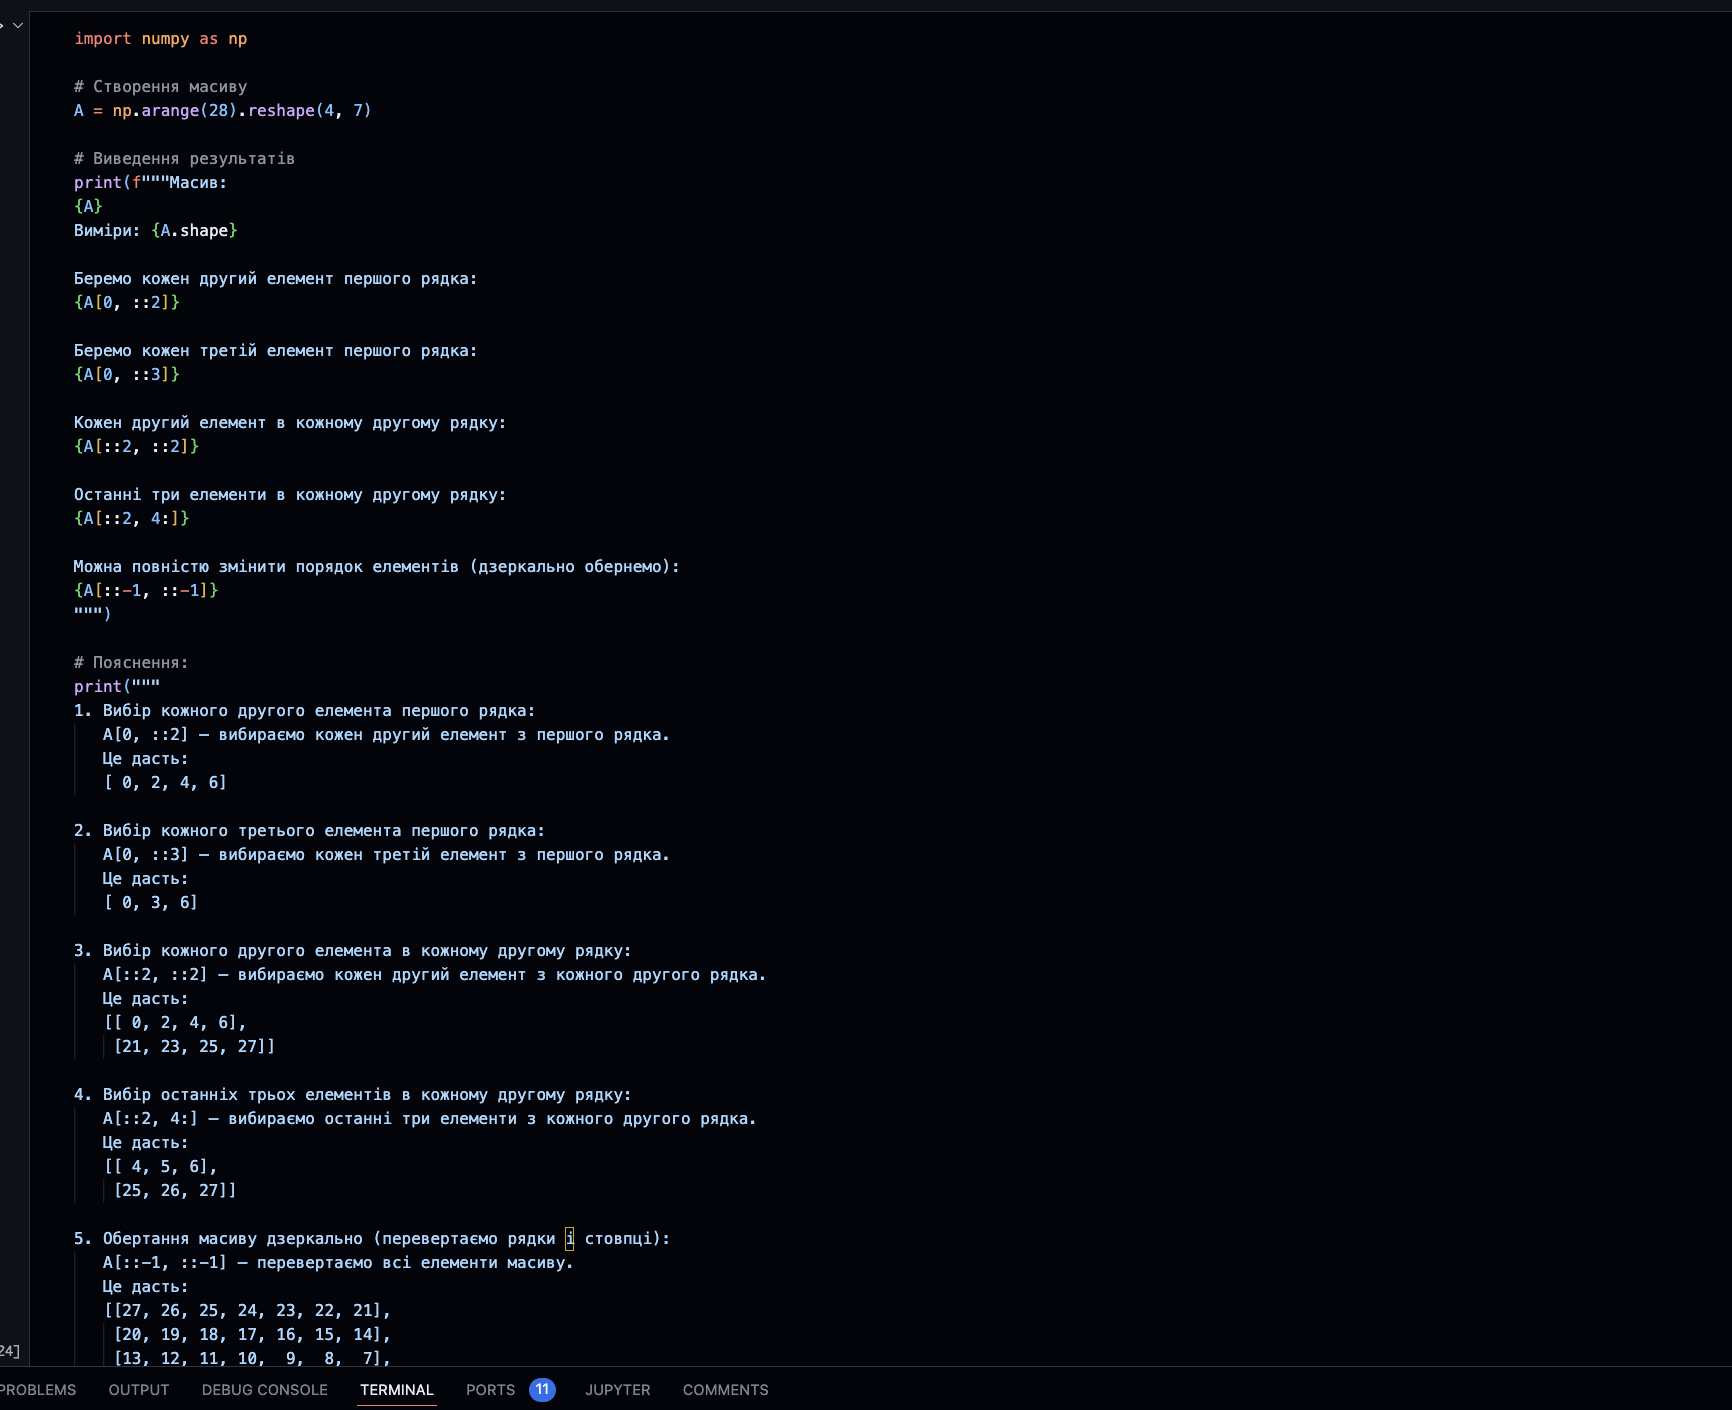 import numpy as np
# Створення масиву
A = np.arange(28).reshape(4, 7)
# Виведення результатів
print(f"""Масив:
{A}
Виміри: {A.shape}
Беремо кожен другий елемент першого рядка:
{A[0, ::2]}
Беремо кожен третій елемент першого рядка:
{A[0, ::3]}
Кожен другий елемент в кожному другому рядку:
{A[::2, ::2]}
Останні три елементи в кожному другому рядку:
{A[::2, 4:]}
Можна повністю змінити порядок елементів (дзеркально обернемо):
{A[::-1, ::-1]}
""")
# Пояснення:
print("""
1. Вибір кожного другого елемента першого рядка:
A[0, ::2] — вибираємо кожен другий елемент з першого рядка.
Це дасть:
[ 0, 2, 4, 6]
2. Вибір кожного третього елемента першого рядка:
A[0, ::3] — вибираємо кожен третій елемент з першого рядка.
Це дасть:
[ 0, 3, 6]
3. Вибір кожного другого елемента в кожному другому рядку:
A[::2, ::2] — вибираємо кожен другий елемент з кожного другого рядка.
Це дасть:
[[ 0, 2, 4, 6],
[21, 23, 25, 27]]
4. Вибір останніх трьох елементів в кожному другому рядку:
A[::2, 4:] — вибираємо останні три елементи з кожного другого рядка.
Це дасть:
[[ 4, 5, 6],
[25, 26, 27]]
5. Обертання масиву дзеркально (перевертаємо рядки і стовпці):
A[::-1, ::-1] — перевертаємо всі елементи масиву.
Це дасть:
[[27, 26, 25, 24, 23, 22, 21],
[20, 19, 18, 17, 16, 15, 14],
24]
[13, 12, 11, 10,  9,  8,  7],
PROBLEMS OUTPUT DEBUG CONSOLE TERMINAL PORTS 11 JUPYTER COMMENTS